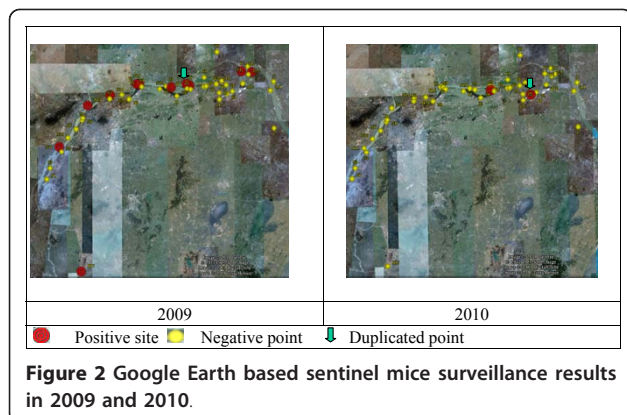 2009 2010
Positive site Negative point Duplicated point
Figure 2 Google Earth based sentinel mice surveillance results
in 2009 and 2010.